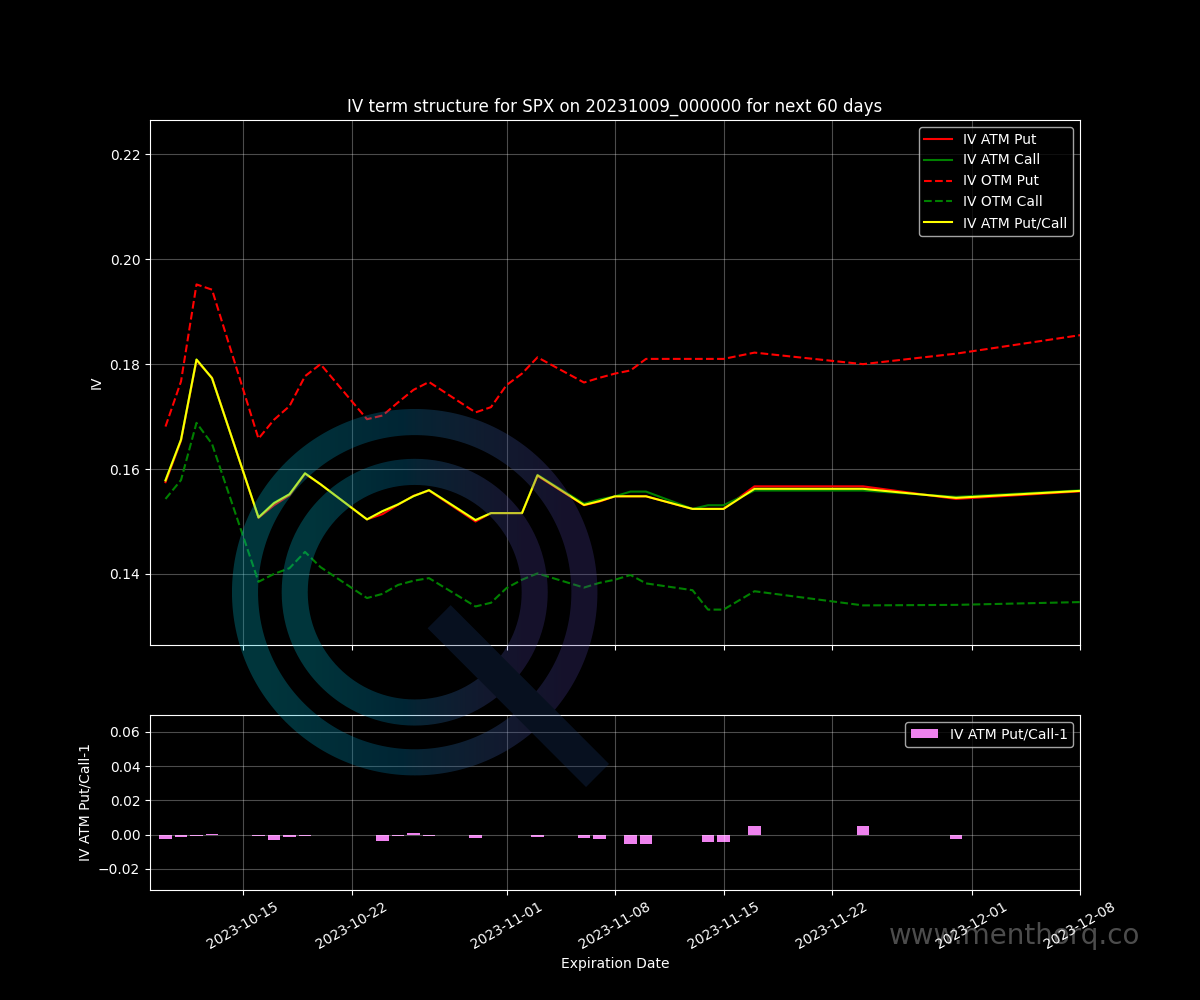 IV term structure for SPX on 20231009_000000 for next 60 days
IV ATM Put
IV ATM Call
IV OTM Put
IV OTM Call
IV ATM Put/Call
0.22
0.20
0.18
0.16
0.14
IV
IV ATM Put/Call-1
0.06
0.04
0.02
0.00
−0.02
IV ATM Put/Call-1
2023-10-15
2023-10-22
2023-11-01
2023-11-08
2023-11-15
2023-11-22
2023-12-01
2023-12-08
www.menthorq.co
Expiration Date